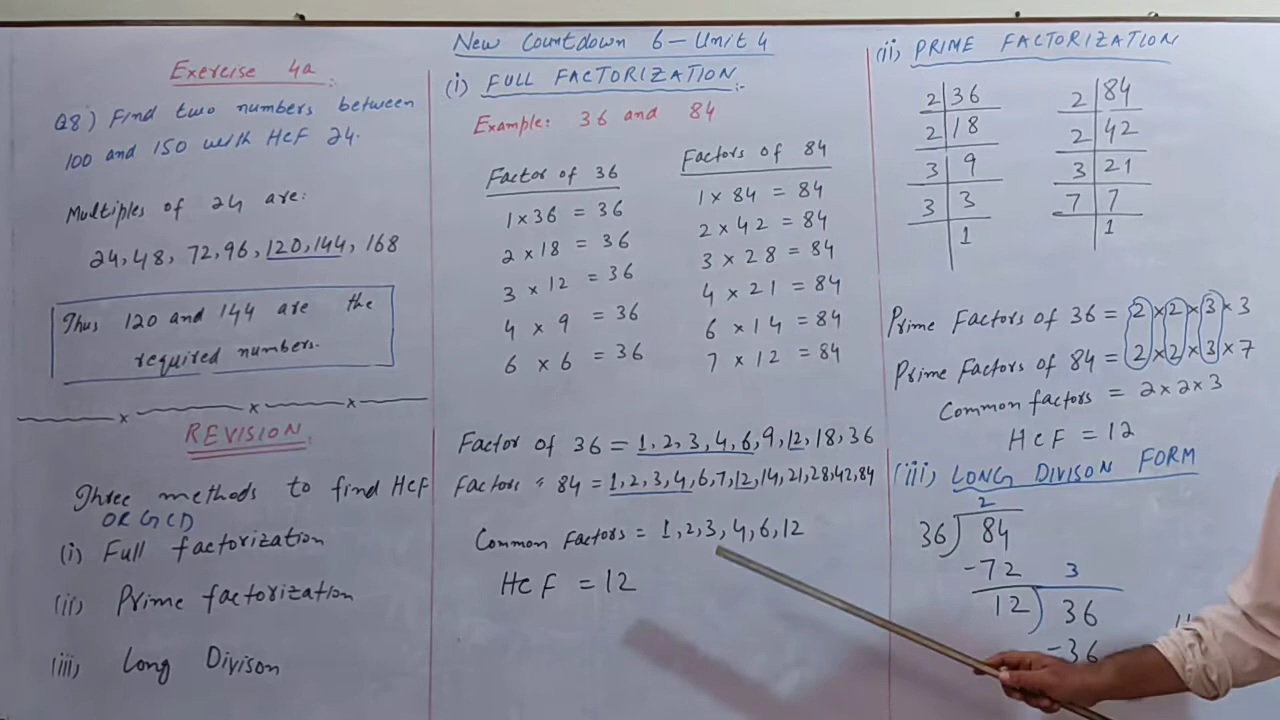 New Countdown 6 - Unit 4
Exercise 4a
Q8) Find two numbers between
100 and 150 with HCF 24.
Multiples of 24 are:
24, 48, 72, 96, 120, 144, 168
Thus 120 and 144 are the
required numbers.
REVISION
Three methods to find HCF
OR GCD
(i) Full factorization
(ii) Prime factorization
(iii) Long Divison
(i) FULL FACTORIZATION
Example: 36 and 84
Factor of 36
1 × 36 = 36
2 × 18 = 36
3 × 12 = 36
4 × 9 = 36
6 × 6 = 36
Factors of 84
1 × 84 = 84
2 × 42 = 84
3 × 28 = 84
4 × 21 = 84
6 × 14 = 84
7 × 12 = 84
Factor of 36 = 1, 2, 3, 4, 6, 9, 12, 18, 36
Factors " 84 = 1, 2, 3, 4, 6, 7, 12, 14, 21, 28, 42, 84
Common Factors = 1, 2, 3, 4, 6, 12
HCF = 12
(ii) PRIME FACTORIZATION
2 | 36
2 | 18
3 | 9
3 | 3
1
2 | 84
2 | 42
3 | 21
7 | 7
1
Prime Factors of 36 = 2 × 2 × 3 × 3
Prime Factors of 84 = 2 × 2 × 3 × 7
Common factors = 2 × 2 × 3
HCF = 12
(iii) LONG DIVISON FORM
2
36 ) 84
-72 3
12 ) 36
-36